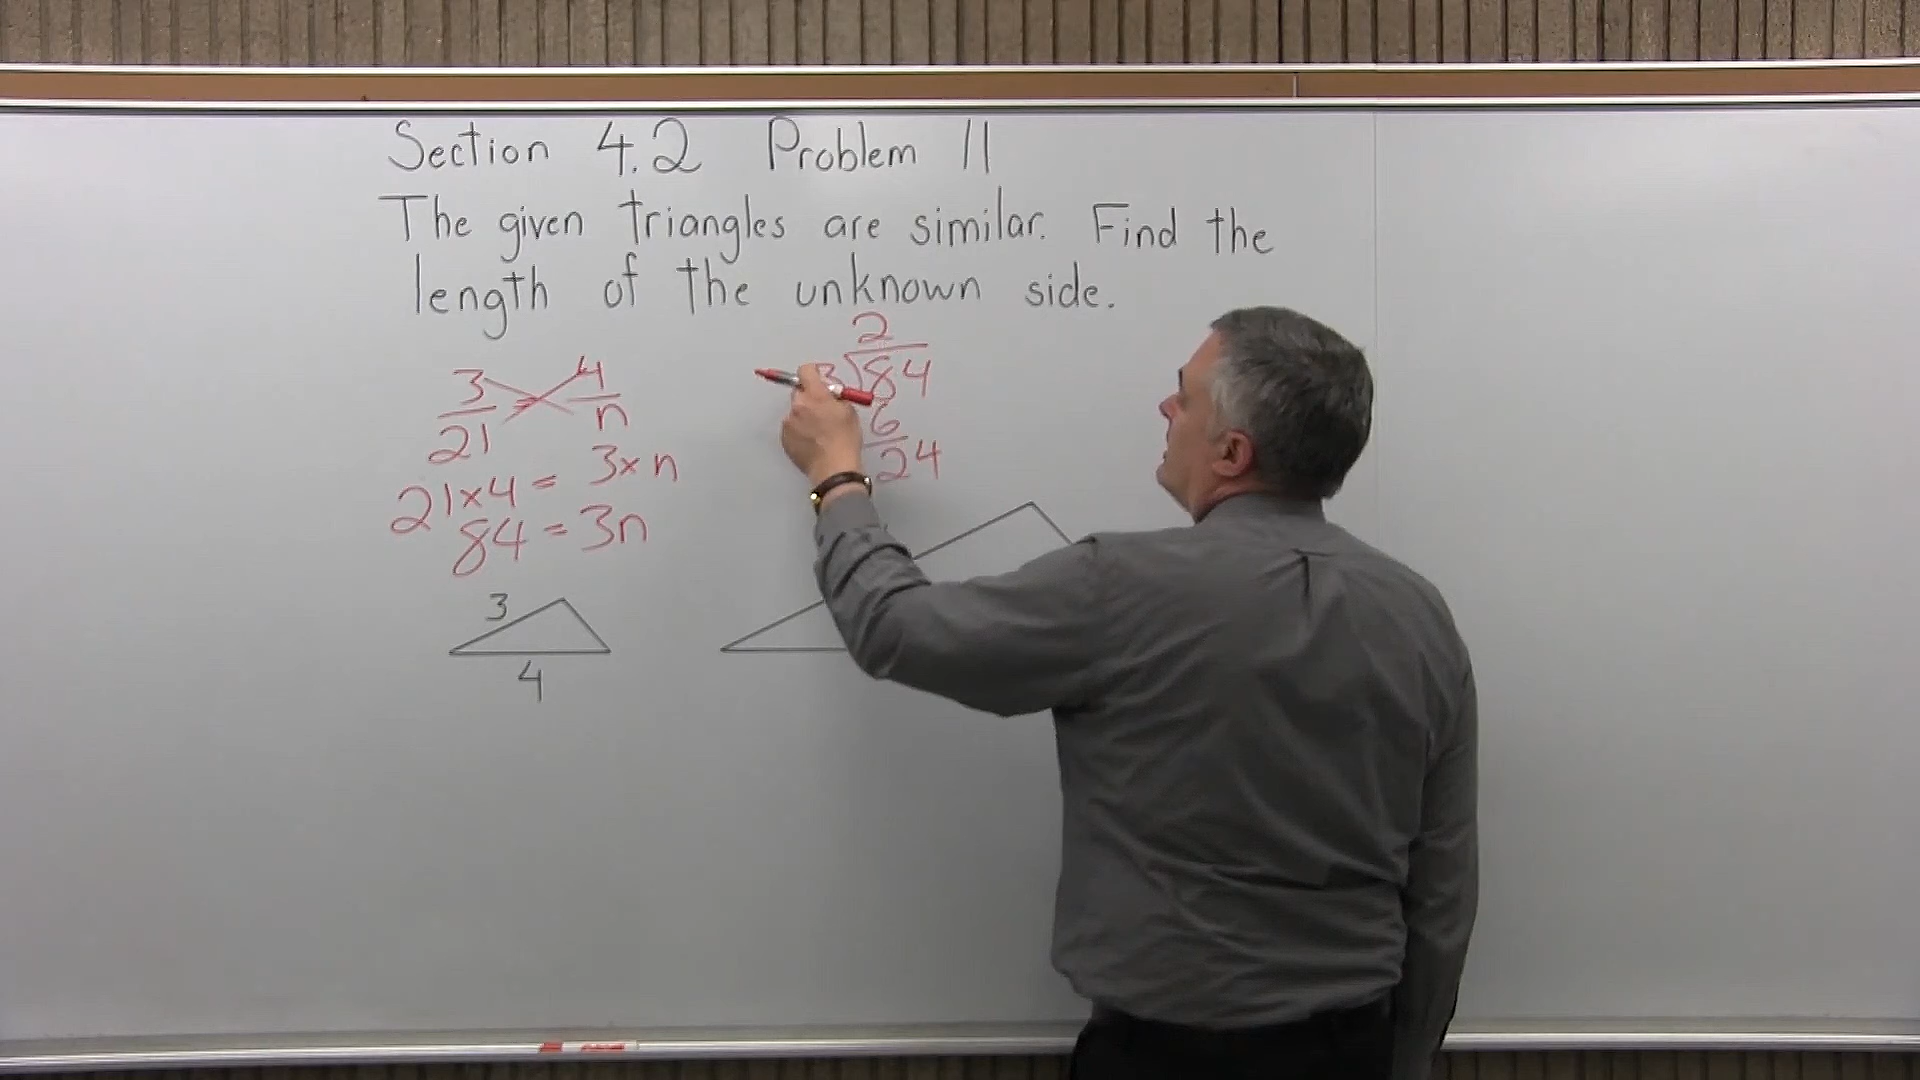 Section 4.2 Problem 11
The given triangles are similar. Find the
length of the unknown side.
3/21 = 4/n
21 x 4 = 3 x n
84 = 3n
2
3 84
6
24
3
4